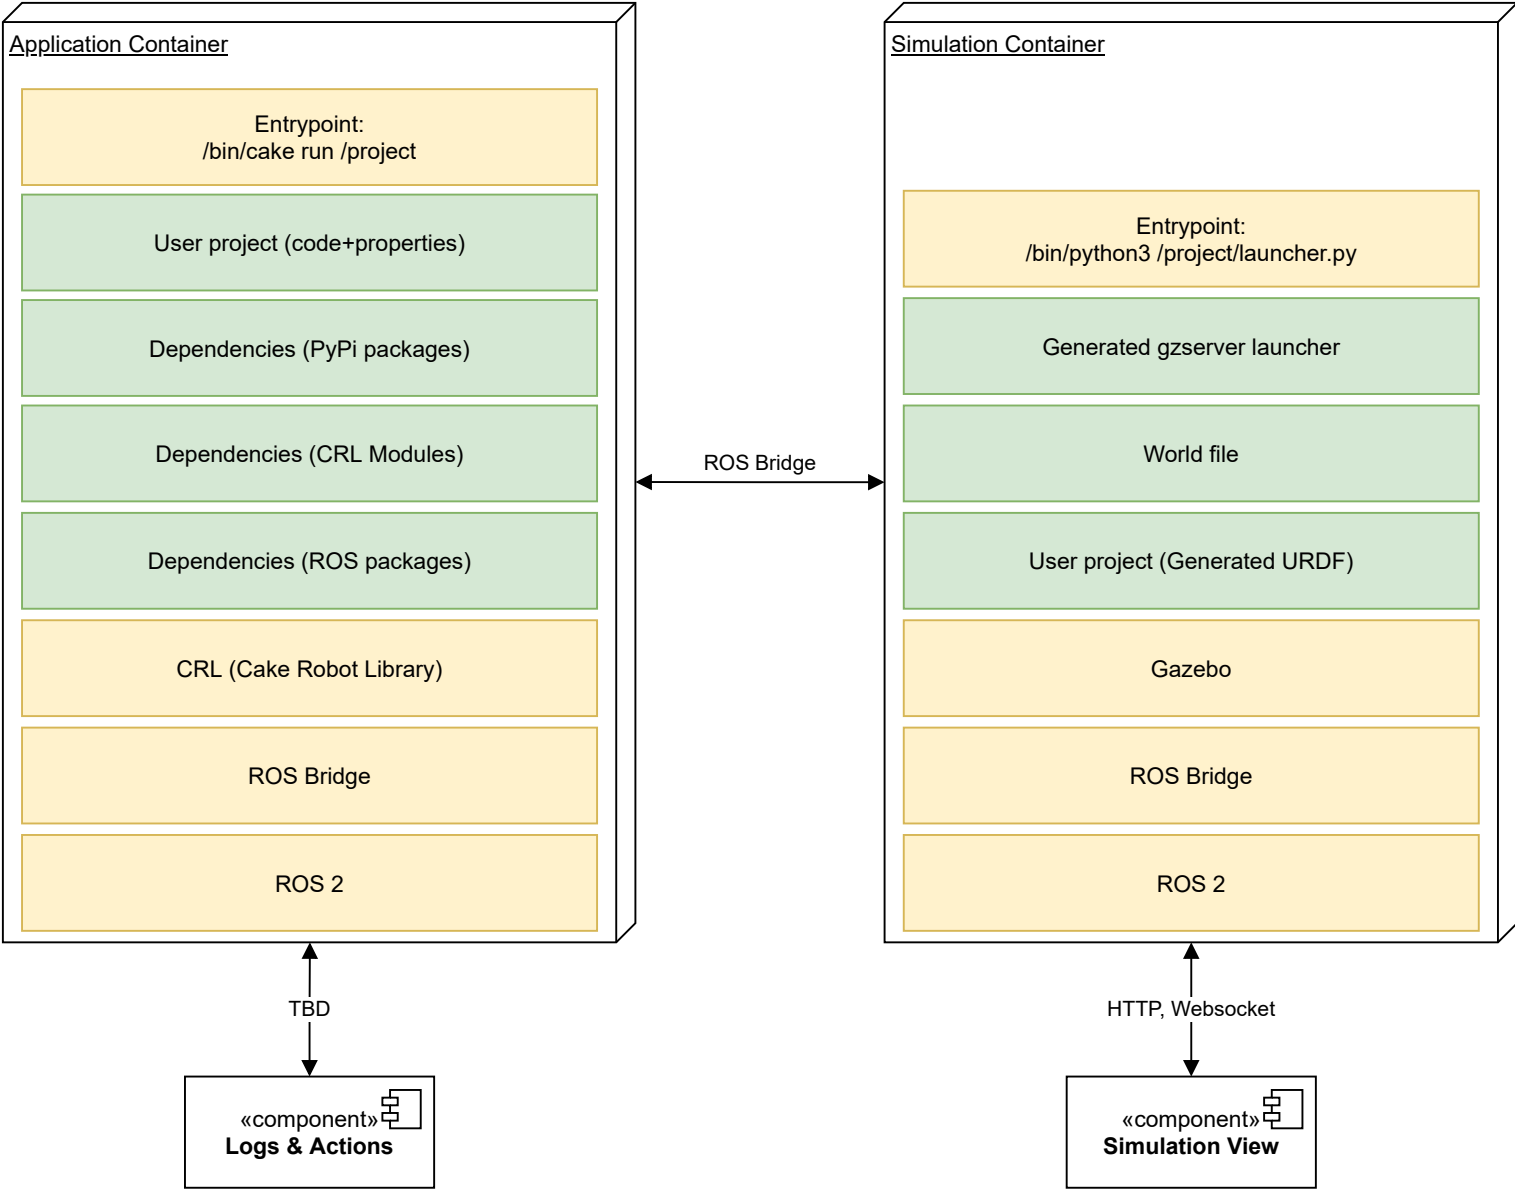 Application Container
Entrypoint:
/bin/cake run /project
User project (code+properties)
Dependencies (PyPi packages)
Dependencies (CRL Modules)
Dependencies (ROS packages)
CRL (Cake Robot Library)
ROS Bridge
ROS 2
TBD
«component»
Logs & Actions
ROS Bridge
Simulation Container
Entrypoint:
/bin/python3 /project/launcher.py
Generated gzserver launcher
World file
User project (Generated URDF)
Gazebo
ROS Bridge
ROS 2
HTTP, Websocket
«component»
Simulation View